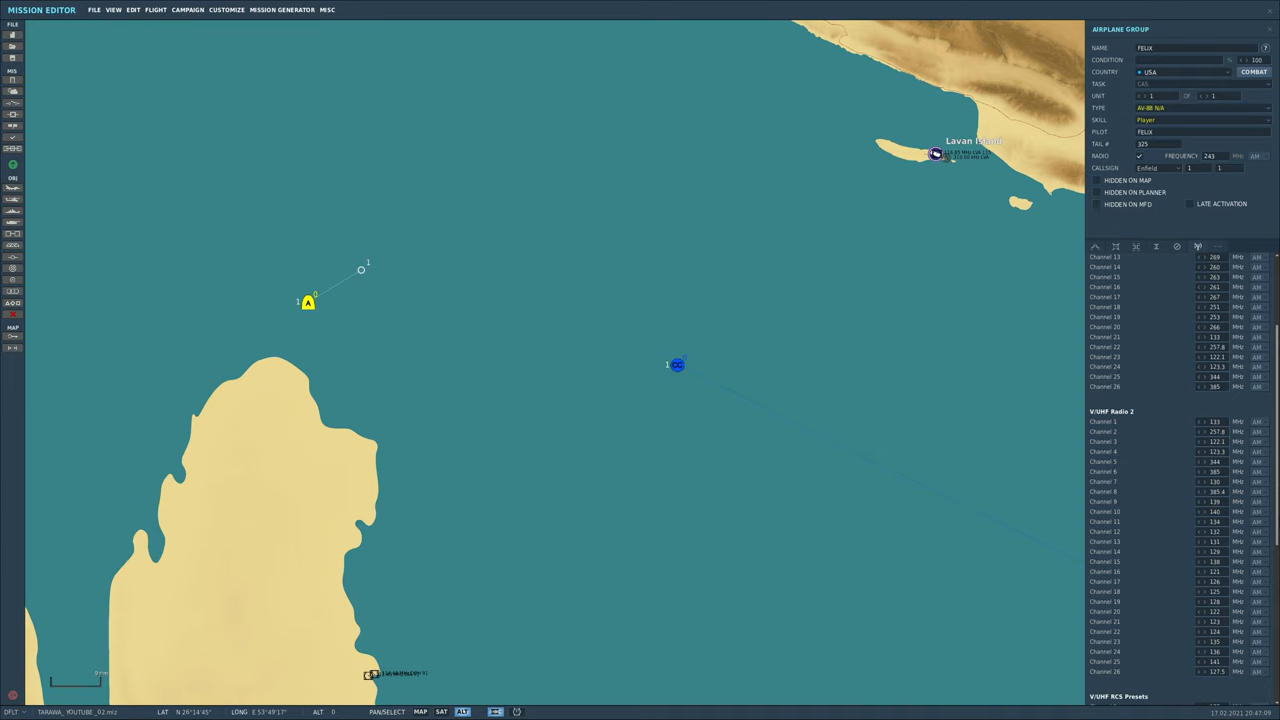 MISSION EDITOR
FILE VIEW EDIT FLIGHT CAMPAIGN CUSTOMIZE MISSION GENERATOR MISC
FILE
MIS
OBJ
MAP
Lavan Island
1
0
1
A
1
CC
AIRPLANE GROUP
NAME FELIX ?
CONDITION % < > 100
COUNTRY USA COMBAT
TASK CAS
UNIT < > 1 OF < > 1
TYPE AV-8B N/A
SKILL Player
PILOT FELIX
TAIL # 325
RADIO FREQUENCY 243 MHz AM
CALLSIGN Enfield 1 1
HIDDEN ON MAP
HIDDEN ON PLANNER
HIDDEN ON MFD LATE ACTIVATION
Channel 13 < > 269 MHz AM
Channel 14 < > 260 MHz AM
Channel 15 < > 263 MHz AM
Channel 16 < > 261 MHz AM
Channel 17 < > 267 MHz AM
Channel 18 < > 251 MHz AM
Channel 19 < > 253 MHz AM
Channel 20 < > 266 MHz AM
Channel 21 < > 133 MHz AM
Channel 22 < > 257.8 MHz AM
Channel 23 < > 122.1 MHz AM
Channel 24 < > 123.3 MHz AM
Channel 25 < > 344 MHz AM
Channel 26 < > 385 MHz AM
V/UHF Radio 2
Channel 1 < > 133 MHz AM
Channel 2 < > 257.8 MHz AM
Channel 3 < > 122.1 MHz AM
Channel 4 < > 123.3 MHz AM
Channel 5 < > 344 MHz AM
Channel 6 < > 385 MHz AM
Channel 7 < > 130 MHz AM
Channel 8 < > 385.4 MHz AM
Channel 9 < > 139 MHz AM
Channel 10 < > 140 MHz AM
Channel 11 < > 134 MHz AM
Channel 12 < > 132 MHz AM
Channel 13 < > 131 MHz AM
Channel 14 < > 129 MHz AM
Channel 15 < > 138 MHz AM
Channel 16 < > 121 MHz AM
Channel 17 < > 126 MHz AM
Channel 18 < > 125 MHz AM
Channel 19 < > 128 MHz AM
Channel 20 < > 122 MHz AM
Channel 21 < > 123 MHz AM
Channel 22 < > 124 MHz AM
Channel 23 < > 135 MHz AM
Channel 24 < > 136 MHz AM
Channel 25 < > 141 MHz AM
Channel 26 < > 127.5 MHz AM
V/UHF RCS Presets
DFLT TARAWA_YOUTUBE_02.miz LAT N 26°14'45" LONG E 53°49'17" ALT 0 PAN/SELECT MAP SAT ALT 17.02.2021 20:47:09